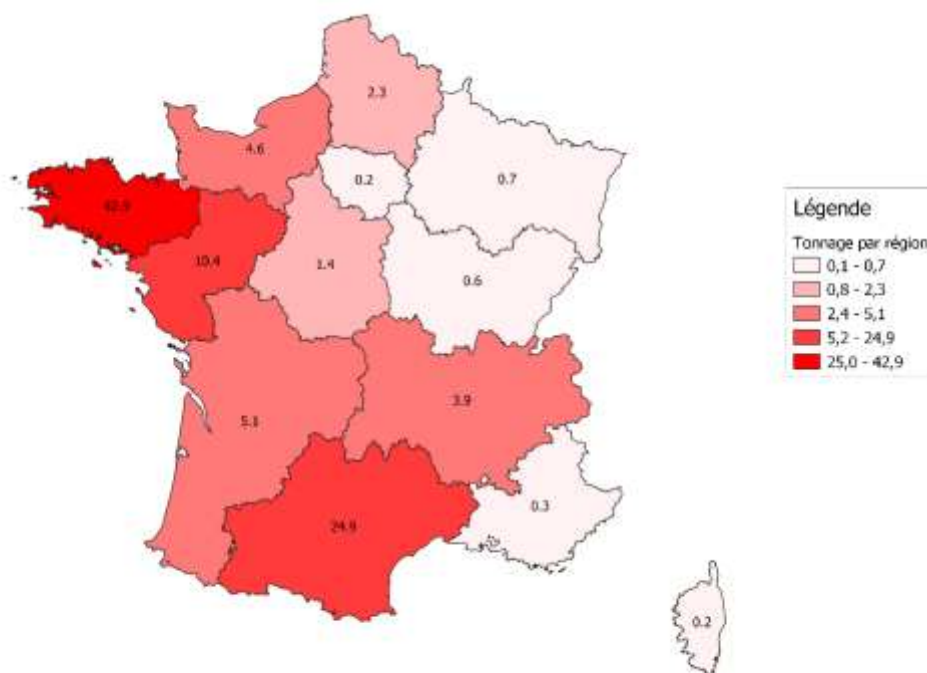 2.3
4.6
0.2
0.7
42.9
10.4
1.4
0.6
5.1
3.9
24.9
0.3
0.2
Légende
Tonnage par région
0,1 - 0,7
0,8 - 2,3
2,4 - 5,1
5,2 - 24,9
25,0 - 42,9